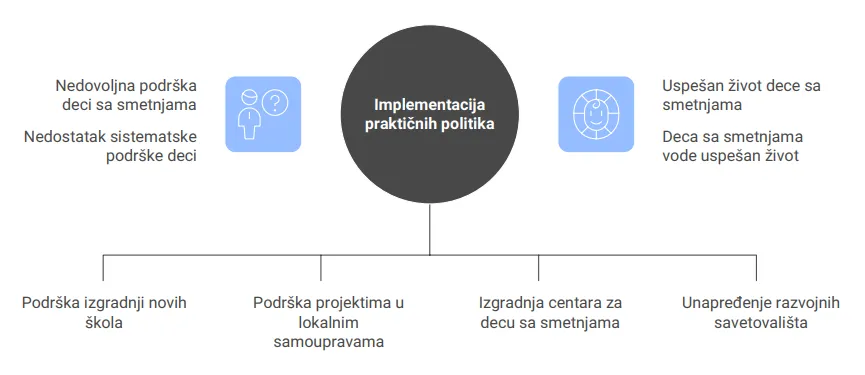 Nedovoljna podrška
deci sa smetnjama
Nedostatak sistematske
podrške deci
?
Implementacija
praktičnih politika
Uspešan život dece sa
smetnjama
Deca sa smetnjama
vode uspešan život
Podrška izgradnji novih
škola
Podrška projektima u
lokalnim
samoupravama
Izgradnja centara za
decu sa smetnjama
Unapređenje razvojnih
savetovališta